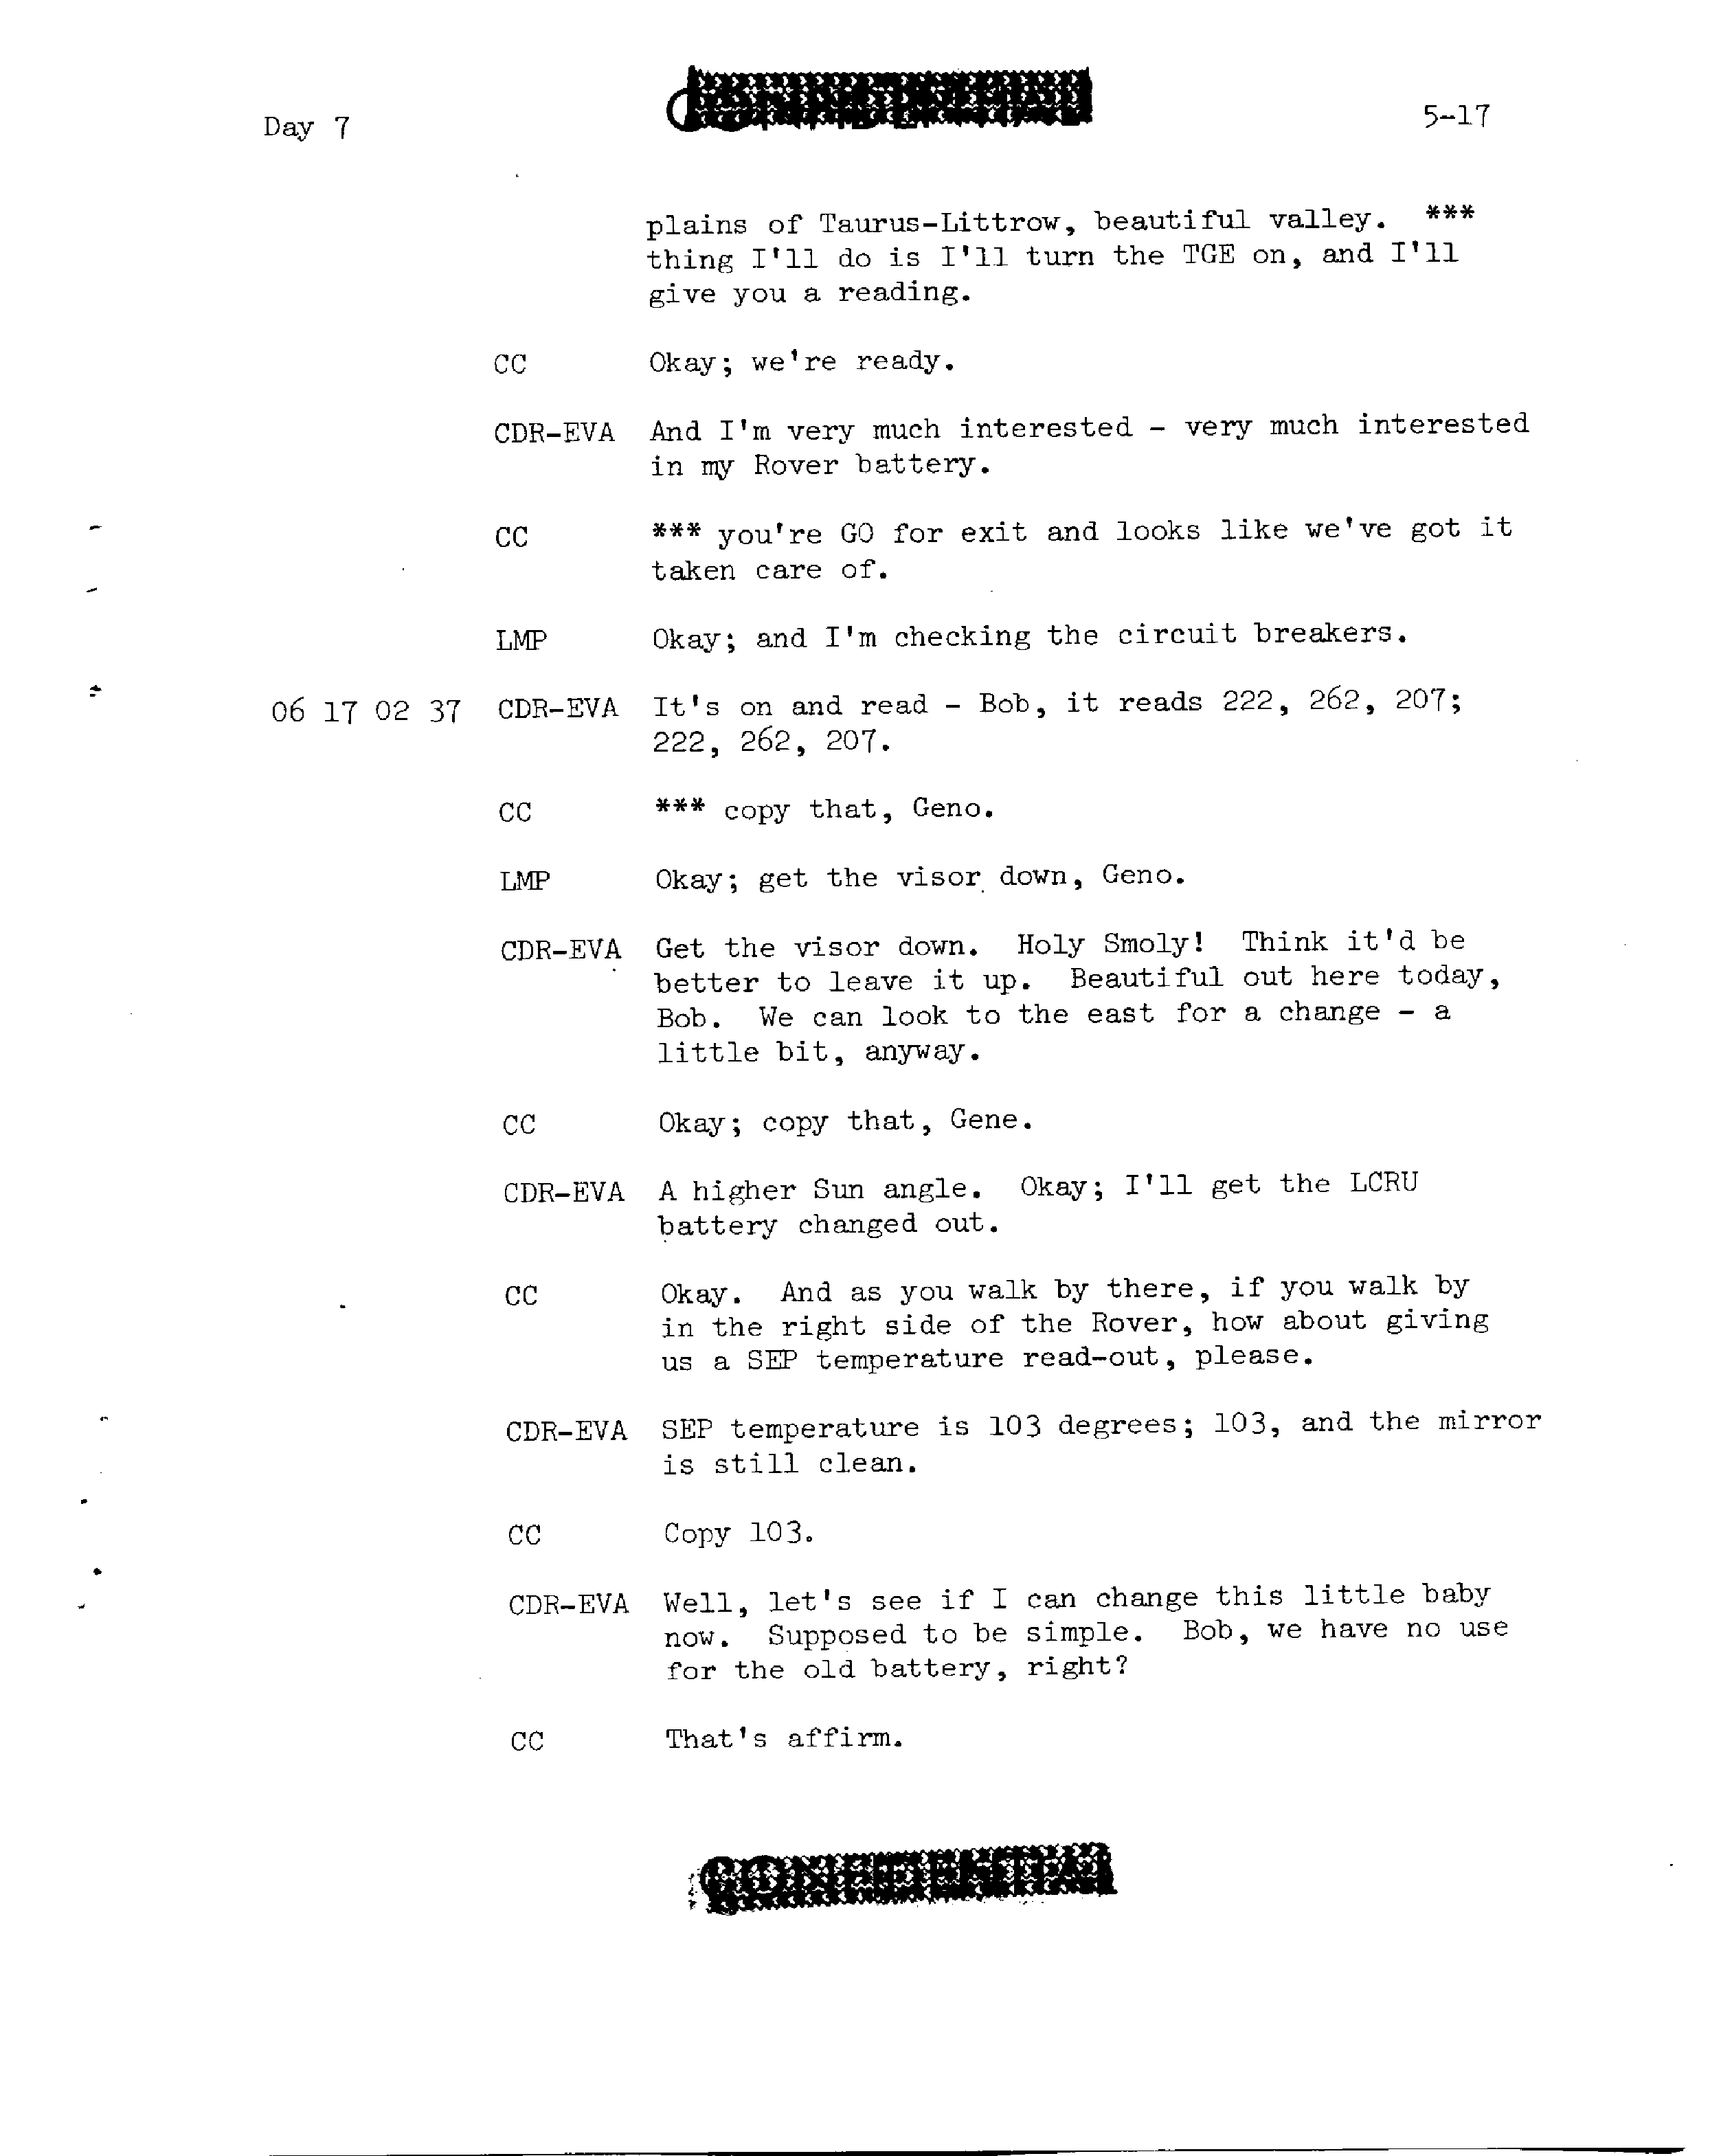 Day 7
5-17
plains of Taurus-Littrow, beautiful valley. ***
thing I'll do is I'll turn the TGE on, and I'll
give you a reading.
CC Okay; we're ready.
CDR-EVA And I'm very much interested - very much interested
in my Rover battery.
CC *** you're GO for exit and looks like we've got it
taken care of.
LMP Okay; and I'm checking the circuit breakers.
06 17 02 37 CDR-EVA It's on and read - Bob, it reads 222, 262, 207;
222, 262, 207.
CC *** copy that, Geno.
LMP Okay; get the visor down, Geno.
CDR-EVA Get the visor down. Holy Smoly! Think it'd be
better to leave it up. Beautiful out here today,
Bob. We can look to the east for a change - a
little bit, anyway.
CC Okay; copy that, Gene.
CDR-EVA A higher Sun angle. Okay; I'll get the LCRU
battery changed out.
CC Okay. And as you walk by there, if you walk by
in the right side of the Rover, how about giving
us a SEP temperature read-out, please.
CDR-EVA SEP temperature is 103 degrees; 103, and the mirror
is still clean.
CC Copy 103.
CDR-EVA Well, let's see if I can change this little baby
now. Supposed to be simple. Bob, we have no use
for the old battery, right?
CC That's affirm.
CONFIDENTIAL